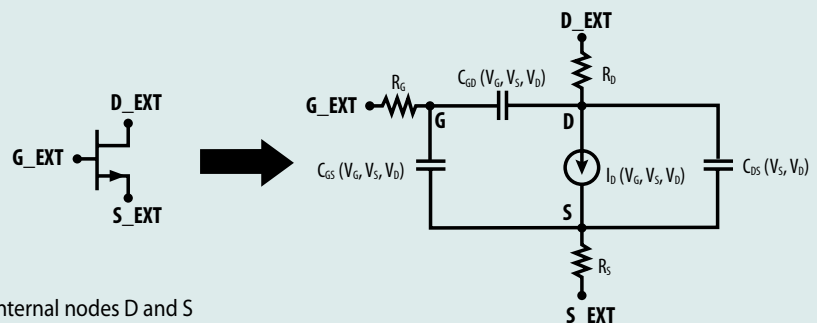 D_EXT
G_EXT
S_EXT
D_EXT
R_D
C_GD (V_G, V_S, V_D)
R_G
G_EXT
G
D
C_GS (V_G, V_S, V_D)
I_D (V_G, V_S, V_D)
C_DS (V_S, V_D)
S
R_S
S_EXT
nternal nodes D and S